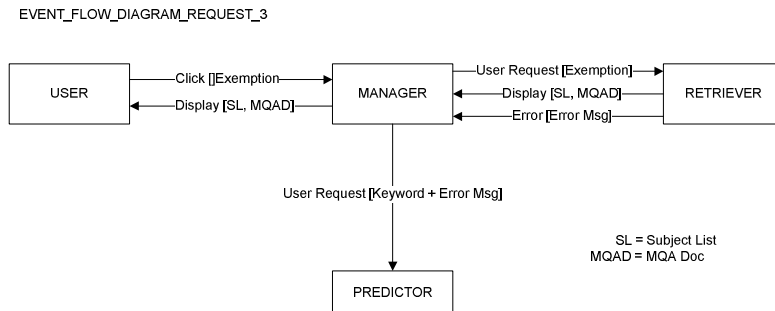 EVENT_FLOW_DIAGRAM_REQUEST_3
USER
Click []Exemption
Display [SL, MQAD]
MANAGER
User Request [Exemption]
Display [SL, MQAD]
Error [Error Msg]
RETRIEVER
User Request [Keyword + Error Msg]
SL = Subject List
MQAD = MQA Doc
PREDICTOR